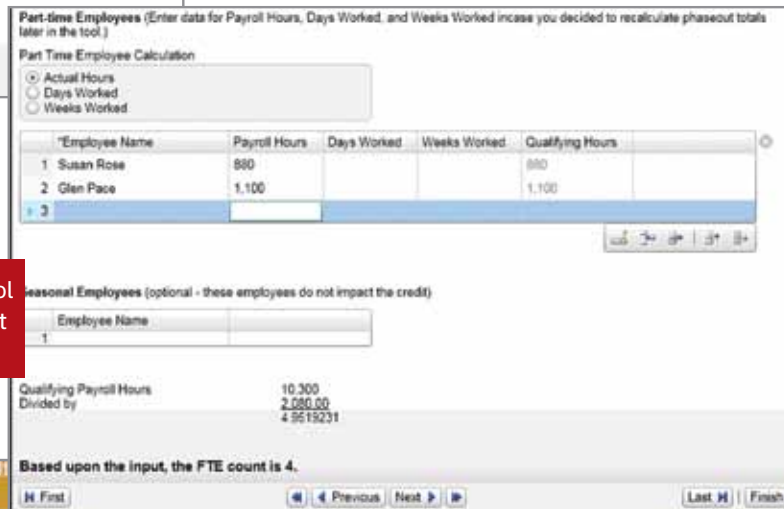 Part-time Employees (Enter data for Payroll Hours, Days Worked, and Weeks Worked incase you decided to recalculate phaseout totals
later in the tool.)
Part Time Employee Calculation
Actual Hours
Days Worked
Weeks Worked
*Employee Name Payroll Hours Days Worked Weeks Worked Qualifying Hours
1 Susan Rose 880 880
2 Glen Pace 1,100 1,100
3
ol
t
Seasonal Employees (optional - these employees do not impact the credit)
Employee Name
1
Qualifying Payroll Hours 10,300
Divided by 2,080.00
4.9519231
Based upon the input, the FTE count is 4.
First Previous Next Last Finish